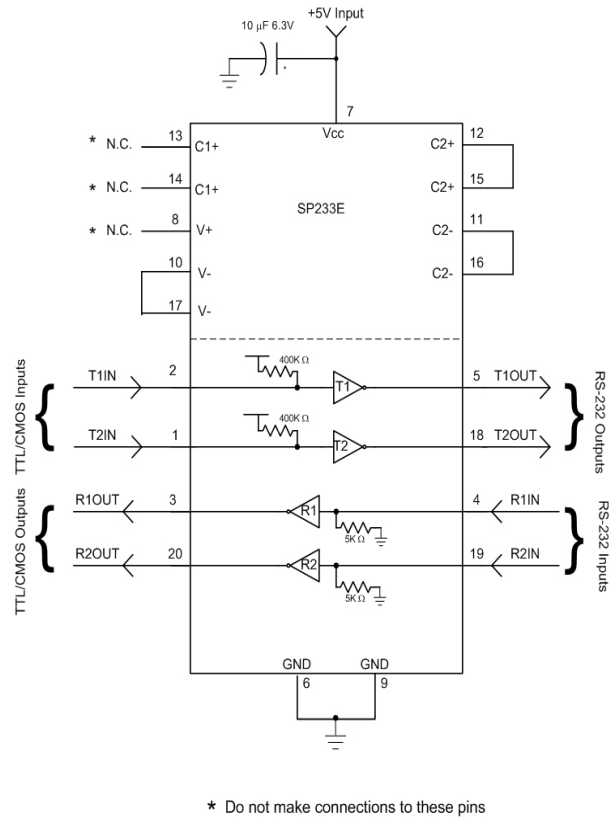 +5V Input
10 µF 6.3V
+
7
Vcc
* N.C. 13 C1+
C2+ 12
* N.C. 14 C1+
C2+ 15
SP233E
* N.C. 8 V+
C2- 11
10 V-
C2- 16
17 V-
TTL/CMOS Inputs
T1IN 2 400K Ω T1 5 T1OUT
T2IN 1 400K Ω T2 18 T2OUT
RS-232 Outputs
TTL/CMOS Outputs
R1OUT 3 R1 5K Ω 4 R1IN
R2OUT 20 R2 5K Ω 19 R2IN
RS-232 Inputs
GND GND
6 9
* Do not make connections to these pins